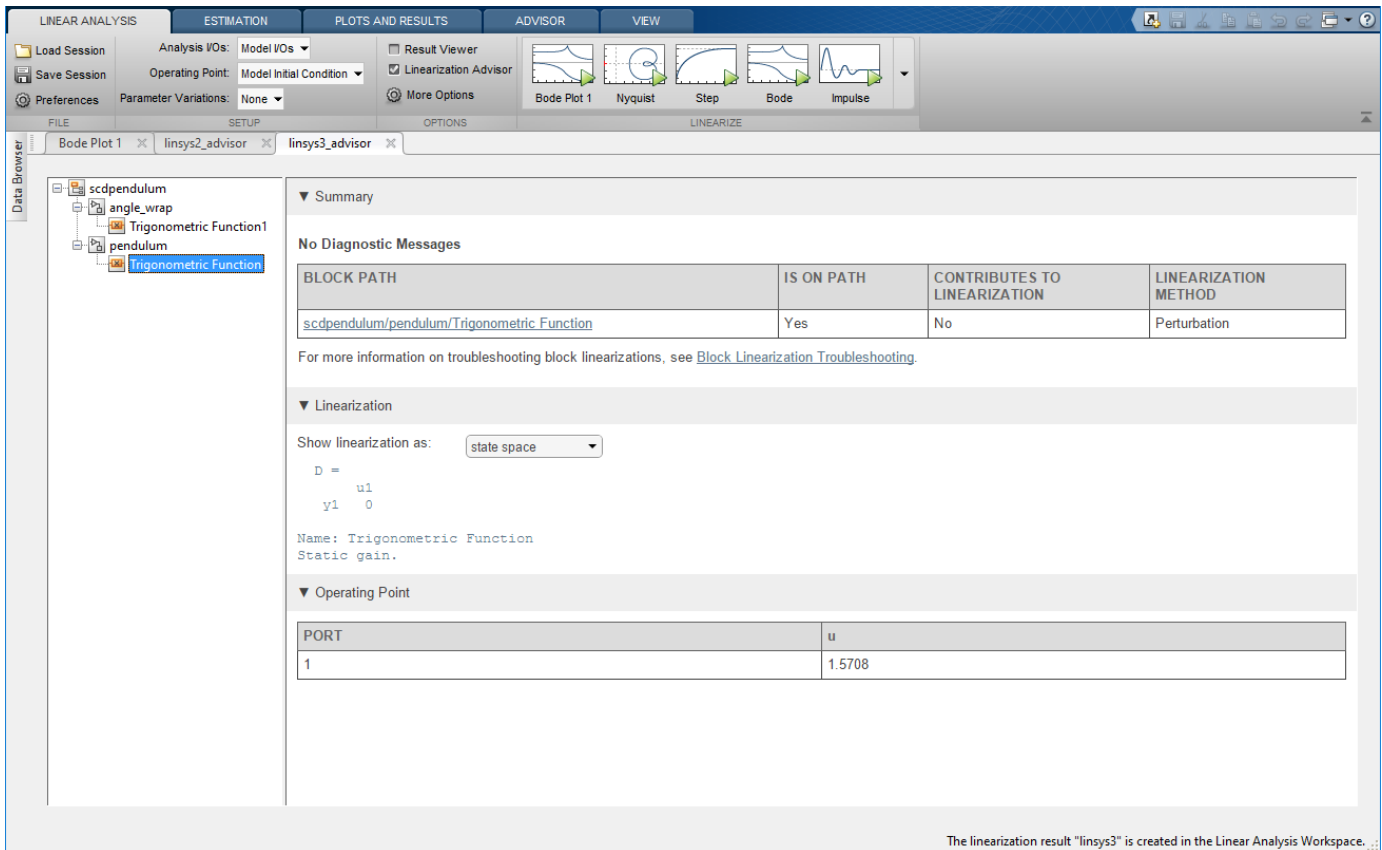 LINEAR ANALYSIS ESTIMATION PLOTS AND RESULTS ADVISOR VIEW
Load Session Analysis I/Os: Model I/Os Result Viewer
Save Session Operating Point: Model Initial Condition Linearization Advisor
Preferences Parameter Variations: None More Options Bode Plot 1 Nyquist Step Bode Impulse
FILE SETUP OPTIONS LINEARIZE
Data Browser
Bode Plot 1 linsys2_advisor linsys3_advisor
scdpendulum
angle_wrap
Trigonometric Function1
pendulum
Trigonometric Function
▼ Summary
No Diagnostic Messages
BLOCK PATH IS ON PATH CONTRIBUTES TO LINEARIZATION LINEARIZATION METHOD
scdpendulum/pendulum/Trigonometric Function Yes No Perturbation
For more information on troubleshooting block linearizations, see Block Linearization Troubleshooting.
▼ Linearization
Show linearization as: state space
D =
u1
y1 0
Name: Trigonometric Function
Static gain.
▼ Operating Point
PORT u
1 1.5708
The linearization result "linsys3" is created in the Linear Analysis Workspace.